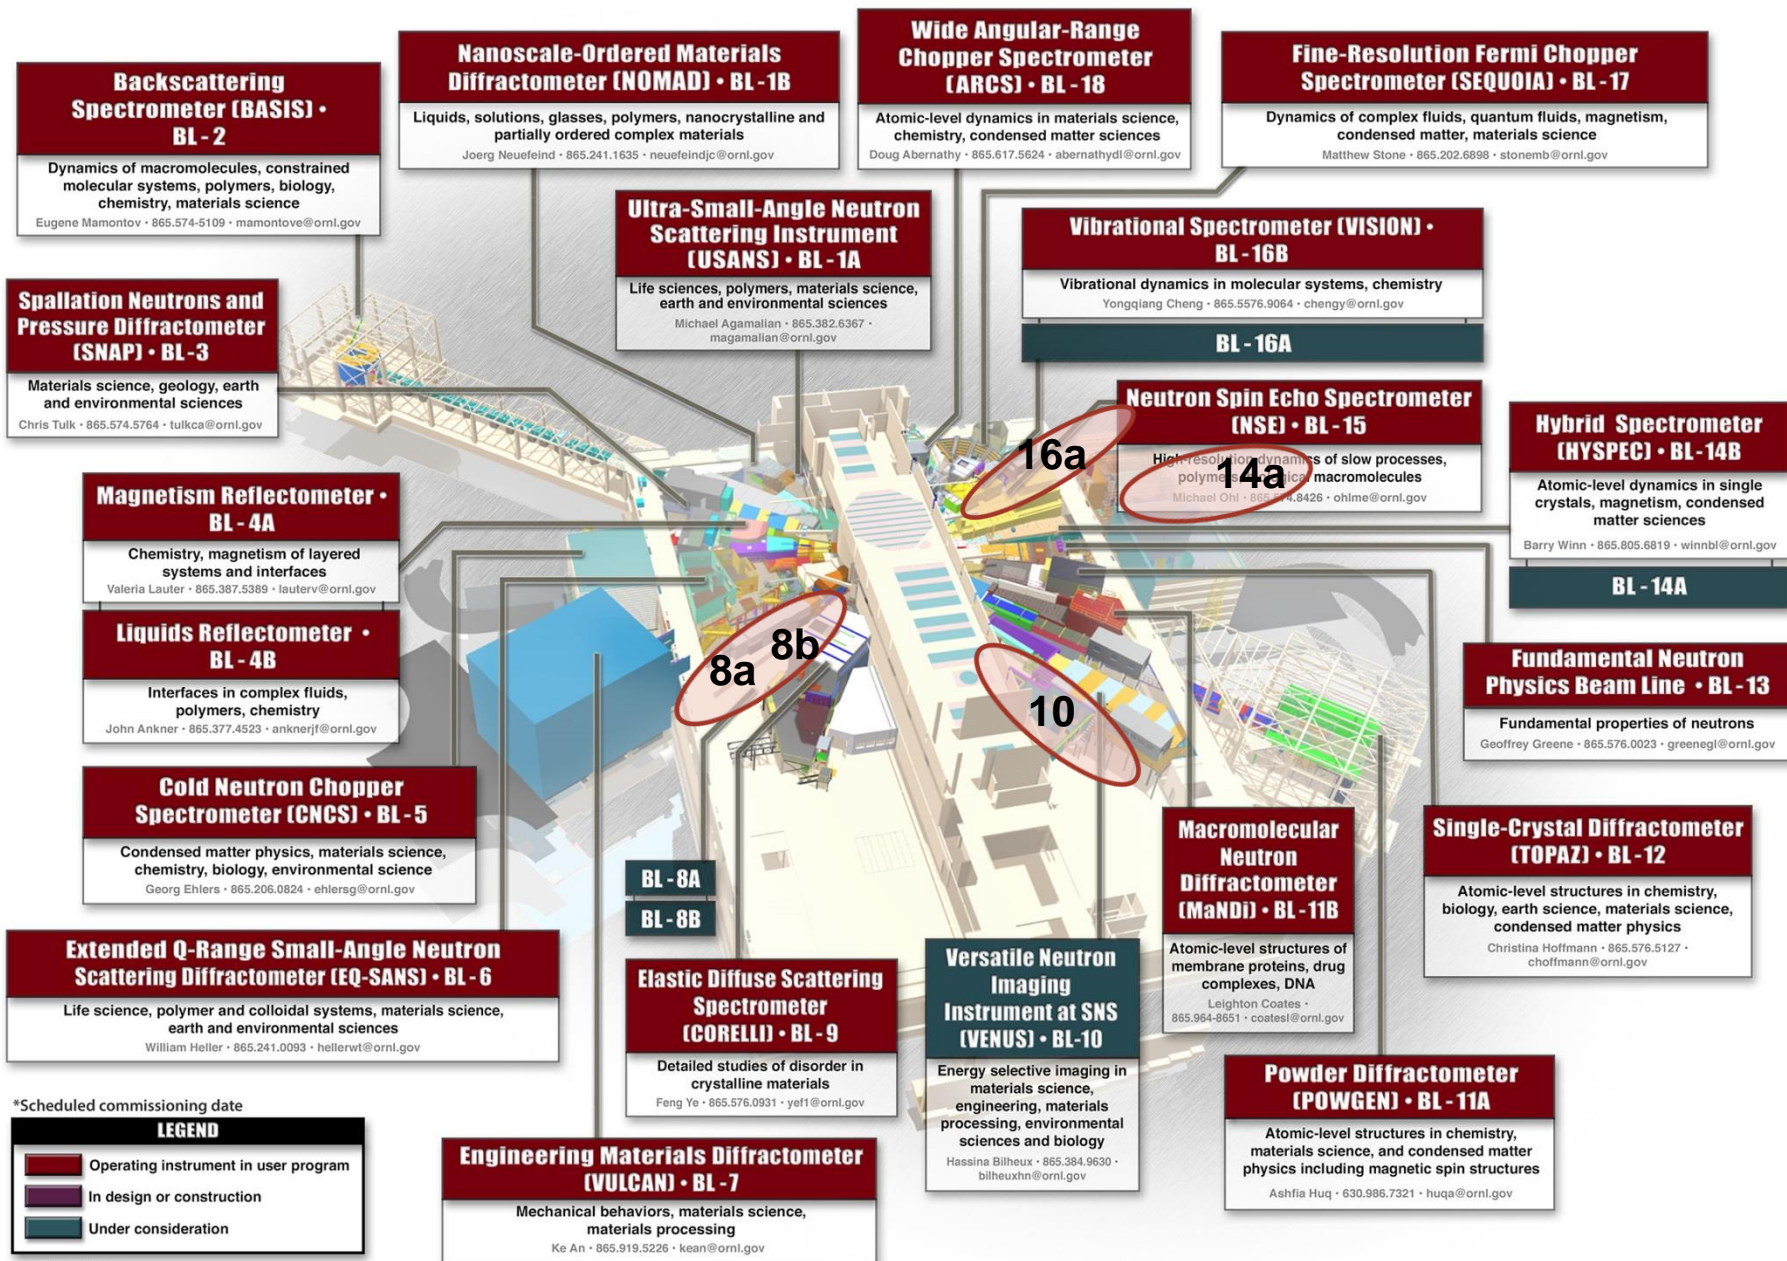 Backscattering
Spectrometer (BASIS) •
BL - 2
Dynamics of macromolecules, constrained
molecular systems, polymers, biology,
chemistry, materials science
Eugene Mamontov • 865.574-5109 • mamontove@ornl.gov
Nanoscale-Ordered Materials
Diffractometer (NOMAD) • BL - 1B
Liquids, solutions, glasses, polymers, nanocrystalline and
partially ordered complex materials
Joerg Neuefeind • 865.241.1635 • neuefeindjc@ornl.gov
Wide Angular-Range
Chopper Spectrometer
(ARCS) • BL - 18
Atomic-level dynamics in materials science,
chemistry, condensed matter sciences
Doug Abernathy • 865.617.5624 • abernathydl@ornl.gov
Fine-Resolution Fermi Chopper
Spectrometer (SEQUOIA) • BL - 17
Dynamics of complex fluids, quantum fluids, magnetism,
condensed matter, materials science
Matthew Stone • 865.202.6898 • stonemb@ornl.gov
Ultra-Small-Angle Neutron
Scattering Instrument
(USANS) • BL - 1A
Life sciences, polymers, materials science,
earth and environmental sciences
Michael Agamalian • 865.382.6367 •
magamalian@ornl.gov
Vibrational Spectrometer (VISION) •
BL - 16B
Vibrational dynamics in molecular systems, chemistry
Yongqiang Cheng • 865.5576.9064 • chengy@ornl.gov
BL - 16A
Spallation Neutrons and
Pressure Diffractometer
(SNAP) • BL - 3
Materials science, geology, earth
and environmental sciences
Chris Tulk • 865.574.5764 • tulkca@ornl.gov
Neutron Spin Echo Spectrometer
(NSE) • BL - 15
High-resolution dynamics of slow processes,
macromolecules
Michael Ohl • 865.574.8426 • ohlme@ornl.gov
16a
14a
Hybrid Spectrometer
(HYSPEC) • BL - 14B
Atomic-level dynamics in single
crystals, magnetism, condensed
matter sciences
Barry Winn • 865.805.6819 • winnbl@ornl.gov
BL - 14A
Magnetism Reflectometer •
BL - 4A
Chemistry, magnetism of layered
systems and interfaces
Valeria Lauter • 865.387.5389 • lauterv@ornl.gov
Liquids Reflectometer •
BL - 4B
Interfaces in complex fluids,
polymers, chemistry
John Ankner • 865.377.4523 • anknerjf@ornl.gov
8a
8b
10
Fundamental Neutron
Physics Beam Line • BL - 13
Fundamental properties of neutrons
Geoffrey Greene • 865.576.0023 • greenegl@ornl.gov
Cold Neutron Chopper
Spectrometer (CNCS) • BL - 5
Condensed matter physics, materials science,
chemistry, biology, environmental science
Georg Ehlers • 865.206.0824 • ehlersg@ornl.gov
BL - 8A
BL - 8B
Macromolecular
Neutron
Diffractometer
(MaNDi) • BL - 11B
Atomic-level structures of
membrane proteins, drug
complexes, DNA
Leighton Coates •
865.964-8651 • coatesl@ornl.gov
Single-Crystal Diffractometer
(TOPAZ) • BL - 12
Atomic-level structures in chemistry,
biology, earth science, materials science,
condensed matter physics
Christina Hoffmann • 865.576.5127 •
choffmann@ornl.gov
Extended Q-Range Small-Angle Neutron
Scattering Diffractometer (EQ-SANS) • BL - 6
Life science, polymer and colloidal systems, materials science,
earth and environmental sciences
William Heller • 865.241.0093 • hellerwt@ornl.gov
Elastic Diffuse Scattering
Spectrometer
(CORELLI) • BL - 9
Detailed studies of disorder in
crystalline materials
Feng Ye • 865.576.0931 • yef1@ornl.gov
Versatile Neutron
Imaging
Instrument at SNS
(VENUS) • BL-10
Energy selective imaging in
materials science,
engineering, materials
processing, environmental
sciences and biology
Hassina Bilheux • 865.384.9630 •
bilheuxhn@ornl.gov
Powder Diffractometer
(POWGEN) • BL - 11A
Atomic-level structures in chemistry,
materials science, and condensed matter
physics including magnetic spin structures
Ashfia Huq • 630.986.7321 • huqa@ornl.gov
*Scheduled commissioning date
LEGEND
Operating instrument in user program
In design or construction
Under consideration
Engineering Materials Diffractometer
(VULCAN) • BL - 7
Mechanical behaviors, materials science,
materials processing
Ke An • 865.919.5226 • kean@ornl.gov